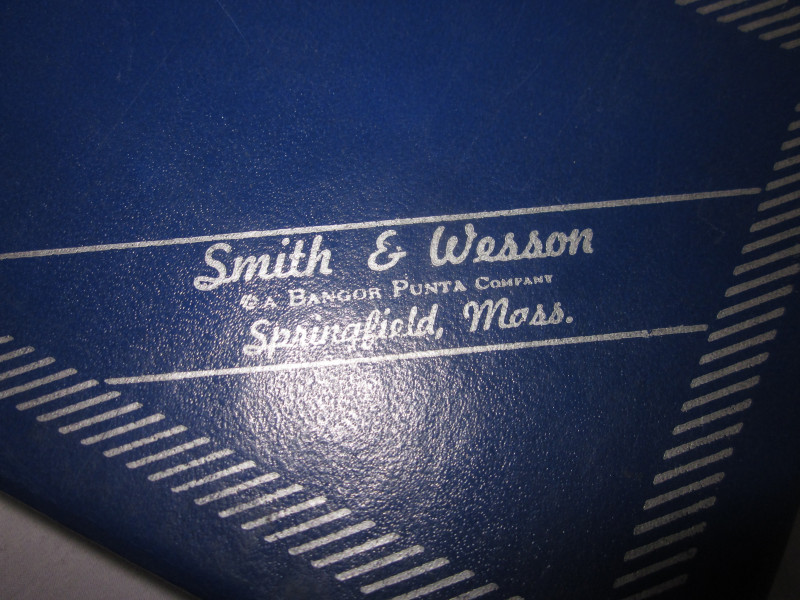 Smith & Wesson
A BANGOR PUNTA COMPANY
Springfield, Mass.